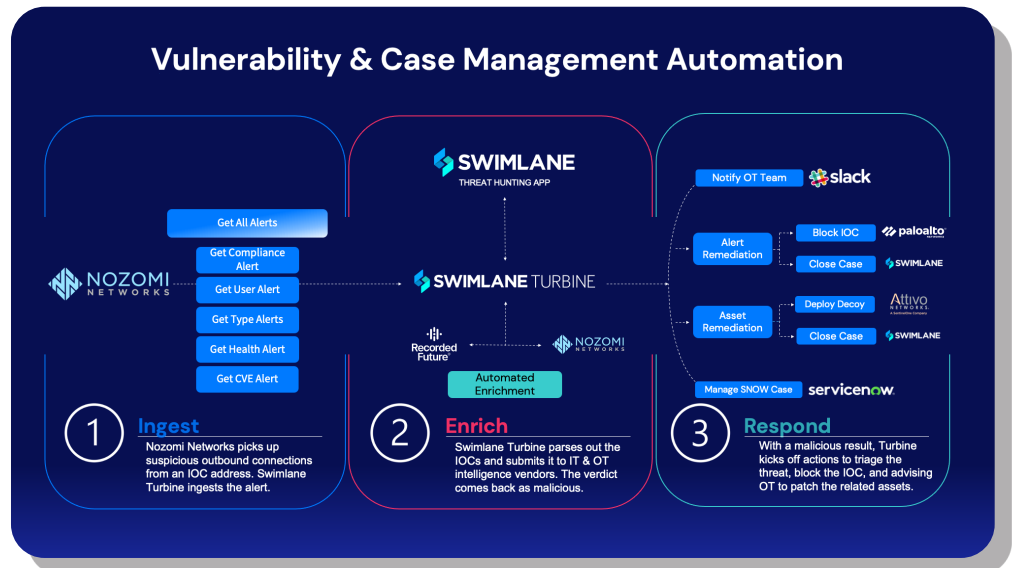 Vulnerability & Case Management Automation
NOZOMI
NETWORKS
Get All Alerts
Get Compliance
Alert
Get User Alert
Get Type Alerts
Get Health Alert
Get CVE Alert
1
Ingest
Nozomi Networks picks up
suspicious outbound connections
from an IOC address. Swimlane
Turbine ingests the alert.
SWIMLANE
THREAT HUNTING APP
SWIMLANE TURBINE
Recorded
Future
NOZOMI
NETWORKS
Automated
Enrichment
2
Enrich
Swimlane Turbine parses out the
IOCs and submits it to IT & OT
intelligence vendors. The verdict
comes back as malicious.
Notify OT Team
slack
Alert
Remediation
Block IOC
paloalto
NETWORKS
Close Case
SWIMLANE
Asset
Remediation
Deploy Decoy
Attivo
NETWORKS
A SentinelOne Company
Close Case
SWIMLANE
Manage SNOW Case
servicenow
3
Respond
With a malicious result, Turbine
kicks off actions to triage the
threat, block the IOC, and advising
OT to patch the related assets.